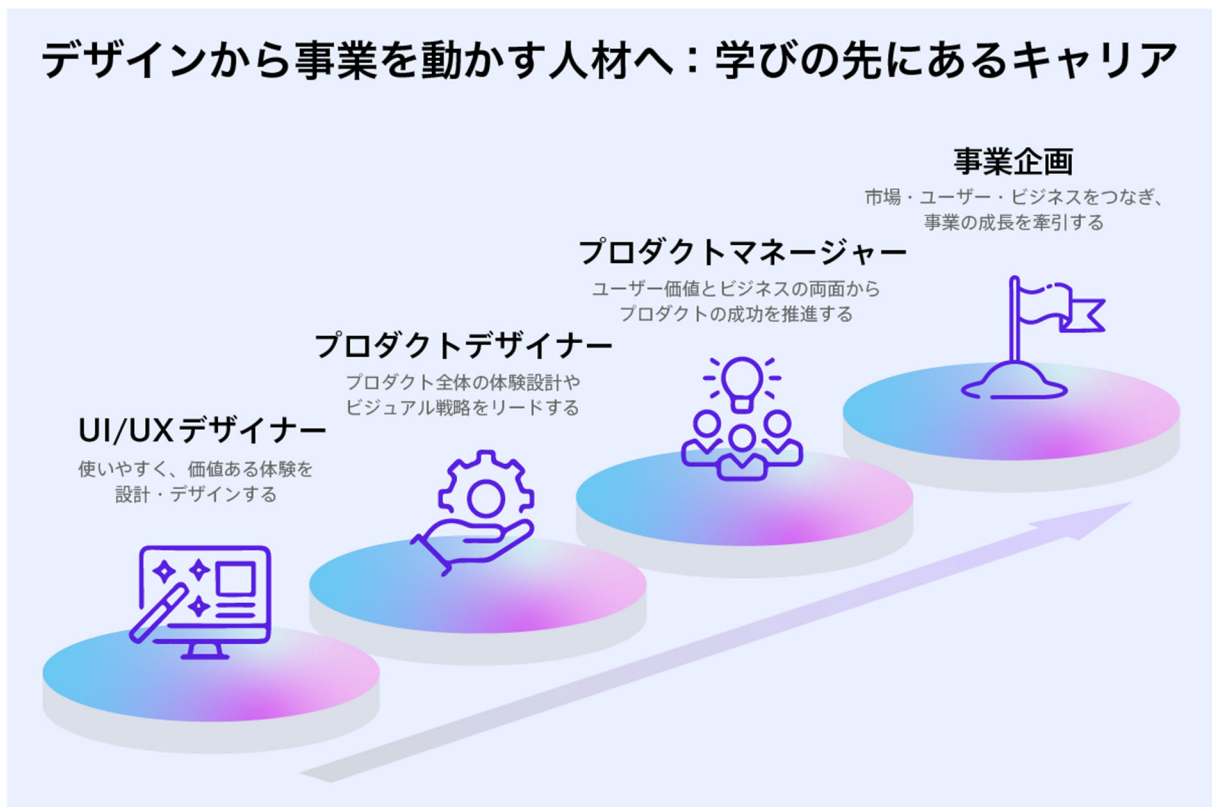 デザインから事業を動かす人材へ：学びの先にあるキャリア
事業企画
市場・ユーザー・ビジネスをつなぎ、
事業の成長を牽引する
プロダクトマネージャー
ユーザー価値とビジネスの両面から
プロダクトの成功を推進する
プロダクトデザイナー
プロダクト全体の体験設計や
ビジュアル戦略をリードする
UI/UXデザイナー
使いやすく、価値ある体験を
設計・デザインする